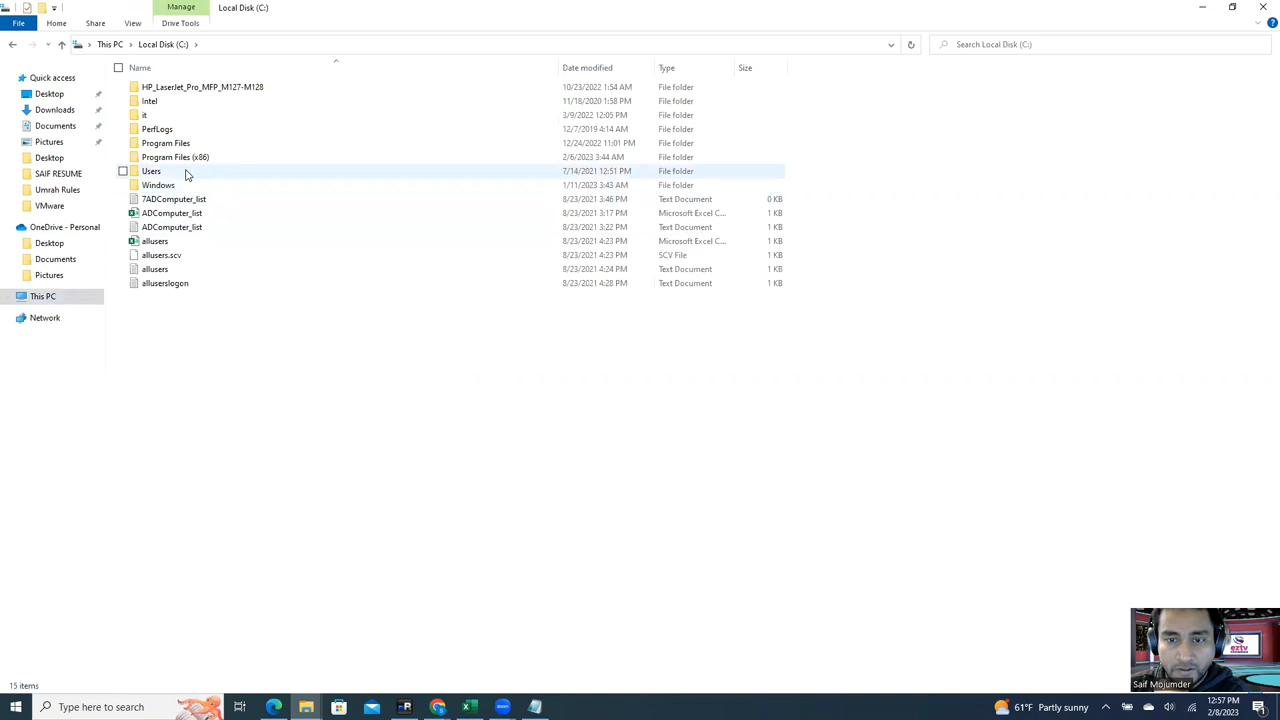 Manage
Local Disk (C:)
File
Home
Share
View
Drive Tools
This PC
Local Disk (C:)
Search Local Disk (C:)
Name
Date modified
Type
Size
Quick access
Desktop
Downloads
Documents
Pictures
Desktop
SAIF RESUME
Umrah Rules
VMware
OneDrive - Personal
Desktop
Documents
Pictures
This PC
Network
HP_LaserJet_Pro_MFP_M127-M128 10/23/2022 1:54 AM File folder
Intel 11/18/2020 1:58 PM File folder
it 3/9/2022 12:05 PM File folder
PerfLogs 12/7/2019 4:14 AM File folder
Program Files 12/24/2022 11:01 PM File folder
Program Files (x86) 2/6/2023 3:44 AM File folder
Users 7/14/2021 12:51 PM File folder
Windows 1/11/2023 3:43 AM File folder
7ADComputer_list 8/23/2021 3:46 PM Text Document 0 KB
ADComputer_list 8/23/2021 3:17 PM Microsoft Excel C... 1 KB
ADComputer_list 8/23/2021 3:22 PM Text Document 1 KB
allusers 8/23/2021 4:23 PM Microsoft Excel C... 1 KB
allusers.scv 8/23/2021 4:23 PM SCV File 1 KB
allusers 8/23/2021 4:24 PM Text Document 1 KB
alluserslogon 8/23/2021 4:28 PM Text Document 1 KB
eztv
Saif Mojumder
15 items
Type here to search
61°F Partly sunny
12:57 PM
2/8/2023